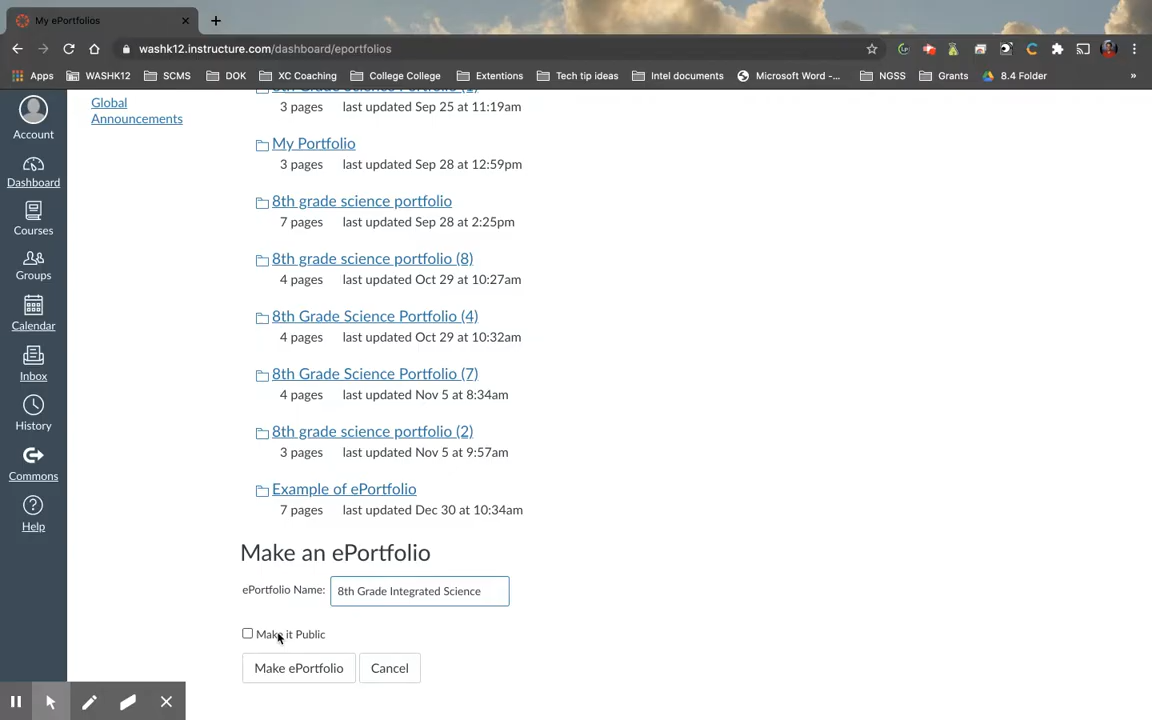 My ePortfolios
washk12.instructure.com/dashboard/eportfolios
Apps WASHK12 SCMS DOK XC Coaching College College Extentions Tech tip ideas Intel documents Microsoft Word -... NGSS Grants 8.4 Folder »
Account
Dashboard
Courses
Groups
Calendar
Inbox
History
Commons
Help
Global
Announcements
8th Grade Science Portfolio (1)
3 pages last updated Sep 25 at 11:19am
My Portfolio
3 pages last updated Sep 28 at 12:59pm
8th grade science portfolio
7 pages last updated Sep 28 at 2:25pm
8th grade science portfolio (8)
4 pages last updated Oct 29 at 10:27am
8th Grade Science Portfolio (4)
4 pages last updated Oct 29 at 10:32am
8th Grade Science Portfolio (7)
4 pages last updated Nov 5 at 8:34am
8th grade science portfolio (2)
3 pages last updated Nov 5 at 9:57am
Example of ePortfolio
7 pages last updated Dec 30 at 10:34am
Make an ePortfolio
ePortfolio Name: 8th Grade Integrated Science
Make it Public
Make ePortfolio Cancel